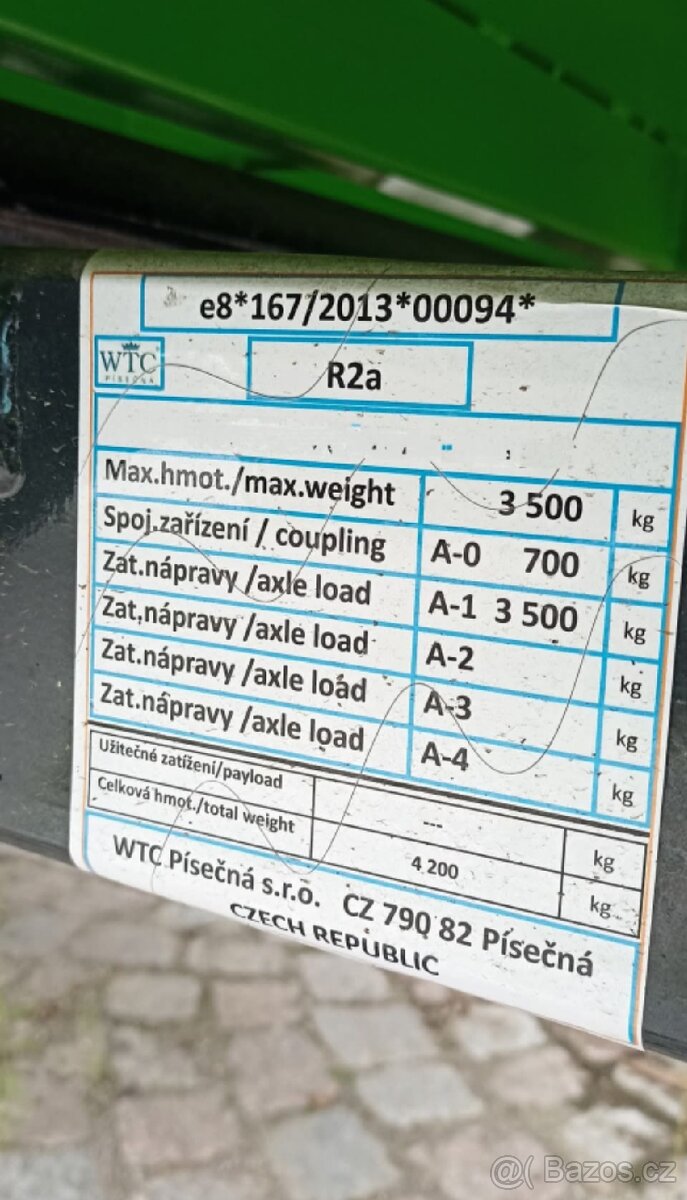 e8*167/2013*00094*
WTC
PÍSEČNÁ
R2a
Max.hmot./max.weight 3 500 kg
Spoj.zařízení / coupling A-0 700 kg
Zat.nápravy /axle load A-1 3 500 kg
Zat,nápravy /axle load A-2 kg
Zat.nápravy /axle load A-3 kg
Zat.nápravy /axle load A-4 kg
Užitečné zatížení/payload --- kg
Celková hmot./total weight 4 200 kg
WTC Písečná s.r.o. CZ 790 82 Písečná
CZECH REPUBLIC
@( Bazos.cz